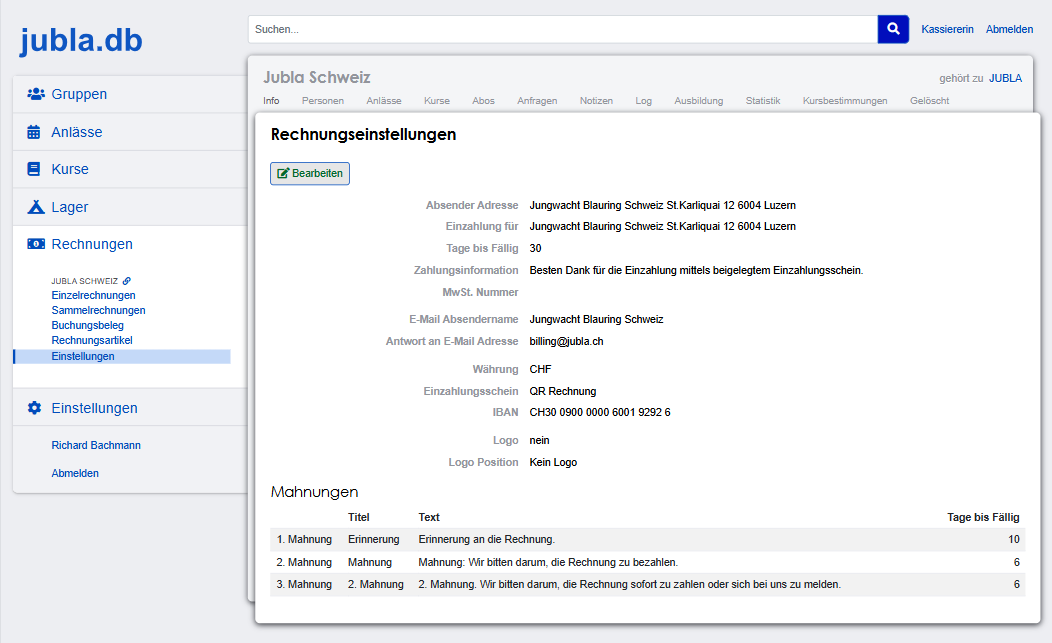 jubla.db
Suchen...
Kassiererin Abmelden
Gruppen
Anlässe
Kurse
Lager
Rechnungen
JUBLA SCHWEIZ
Einzelrechnungen
Sammelrechnungen
Buchungsbeleg
Rechnungsartikel
Einstellungen
Einstellungen
Richard Bachmann
Abmelden
Jubla Schweiz
gehört zu JUBLA
Info Personen Anlässe Kurse Abos Anfragen Notizen Log Ausbildung Statistik Kursbestimmungen Gelöscht
Rechnungseinstellungen
Bearbeiten
Absender Adresse Jungwacht Blauring Schweiz St.Karliquai 12 6004 Luzern
Einzahlung für Jungwacht Blauring Schweiz St.Karliquai 12 6004 Luzern
Tage bis Fällig 30
Zahlungsinformation Besten Dank für die Einzahlung mittels beigelegtem Einzahlungsschein.
MwSt. Nummer
E-Mail Absendername Jungwacht Blauring Schweiz
Antwort an E-Mail Adresse billing@jubla.ch
Währung CHF
Einzahlungsschein QR Rechnung
IBAN CH30 0900 0000 6001 9292 6
Logo nein
Logo Position Kein Logo
Mahnungen
Titel Text Tage bis Fällig
1. Mahnung Erinnerung Erinnerung an die Rechnung. 10
2. Mahnung Mahnung Mahnung: Wir bitten darum, die Rechnung zu bezahlen. 6
3. Mahnung 2. Mahnung 2. Mahnung. Wir bitten darum, die Rechnung sofort zu zahlen oder sich bei uns zu melden. 6